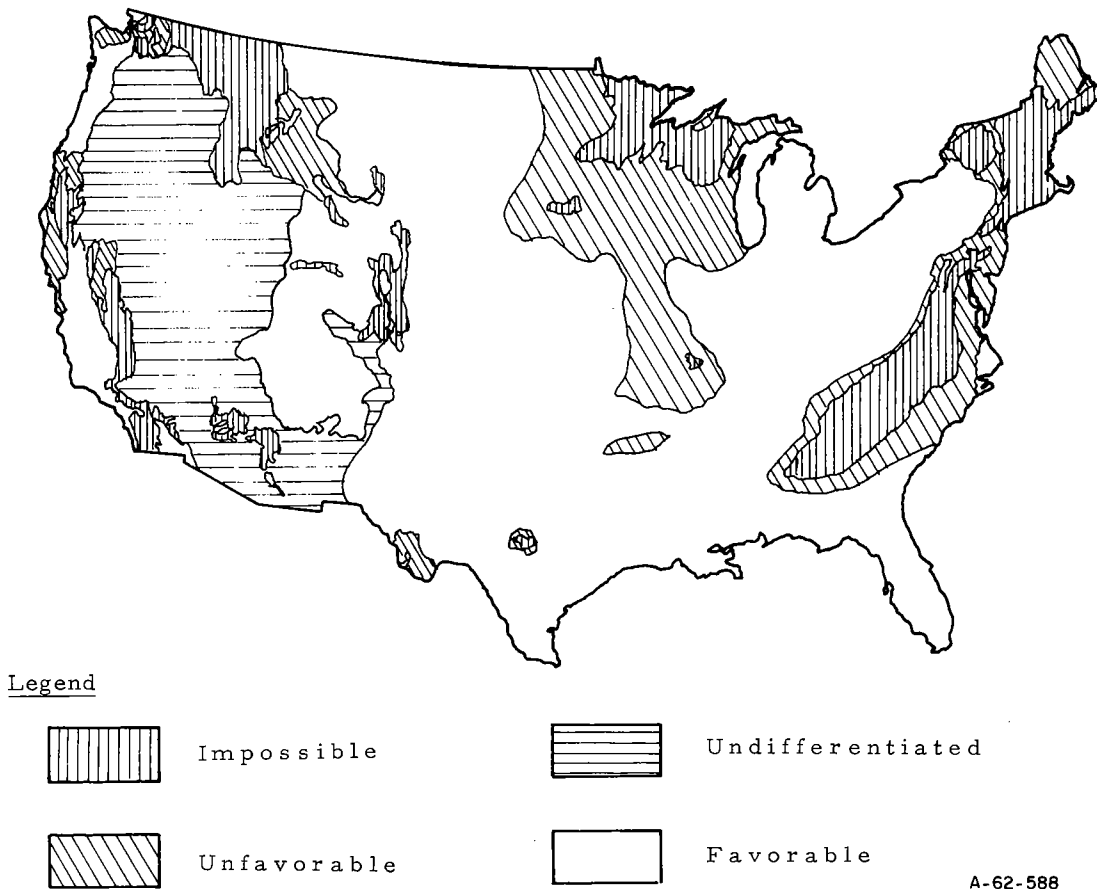 Legend
Impossible
Undifferentiated
Unfavorable
Favorable
A-62-588